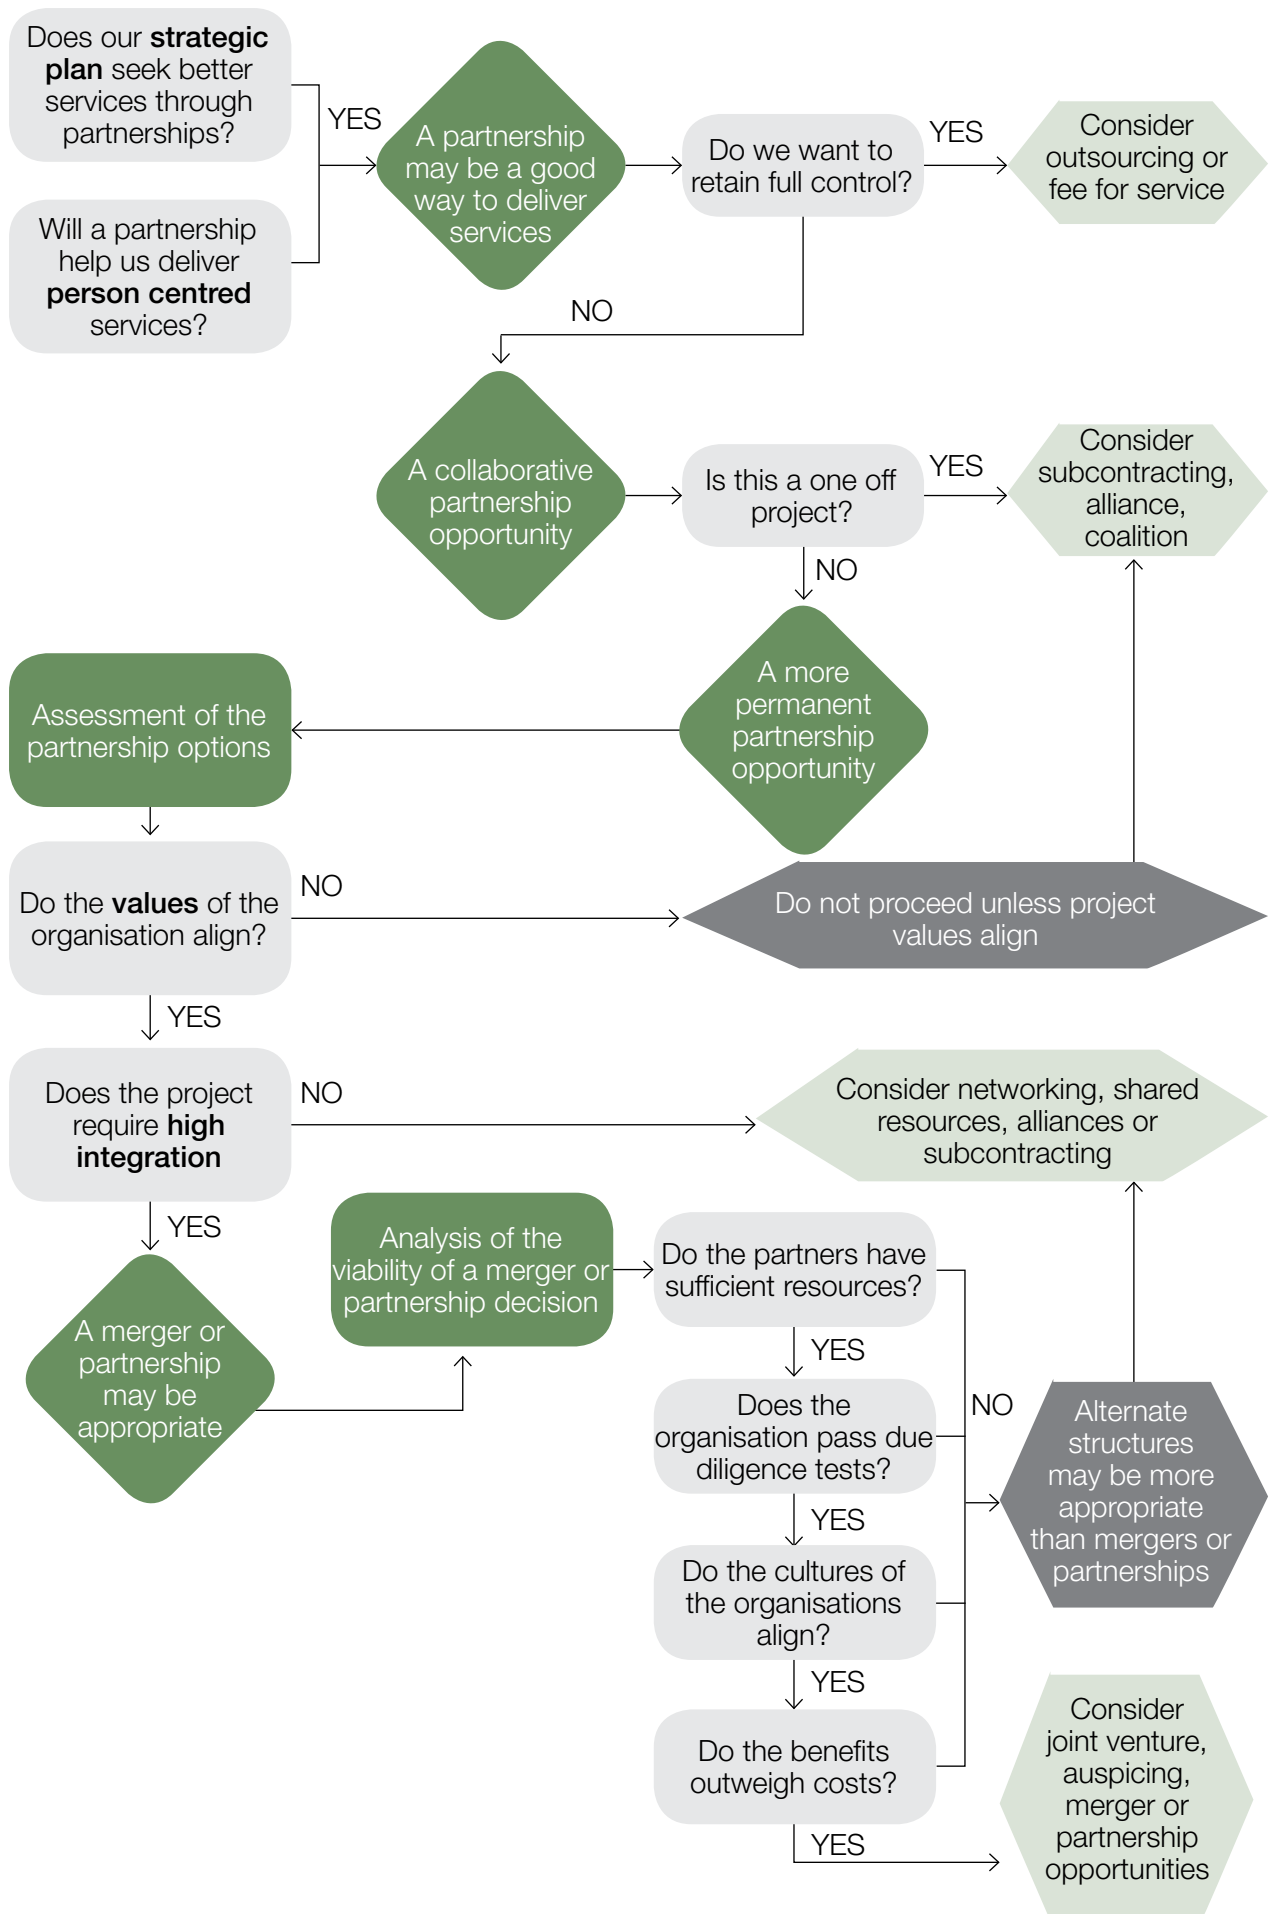 Does our strategic
plan seek better
services through
partnerships?
YES
Will a partnership
help us deliver
person centred
services?
A partnership
may be a good
way to deliver
services
Do we want to
retain full control?
YES
Consider
outsourcing or
fee for service
NO
A collaborative
partnership
opportunity
Is this a one off
project?
YES
Consider
subcontracting,
alliance,
coalition
NO
A more
permanent
partnership
opportunity
Assessment of the
partnership options
Do the values of the
organisation align?
NO
Do not proceed unless project
values align
YES
Does the project
require high
integration
NO
Consider networking, shared
resources, alliances or
subcontracting
YES
A merger or
partnership
may be
appropriate
Analysis of the
viability of a merger or
partnership decision
Do the partners have
sufficient resources?
YES
Does the
organisation pass due
diligence tests?
NO
Alternate
structures
may be more
appropriate
than mergers or
partnerships
YES
Do the cultures of
the organisations
align?
YES
Do the benefits
outweigh costs?
YES
Consider
joint venture,
auspicing,
merger or
partnership
opportunities